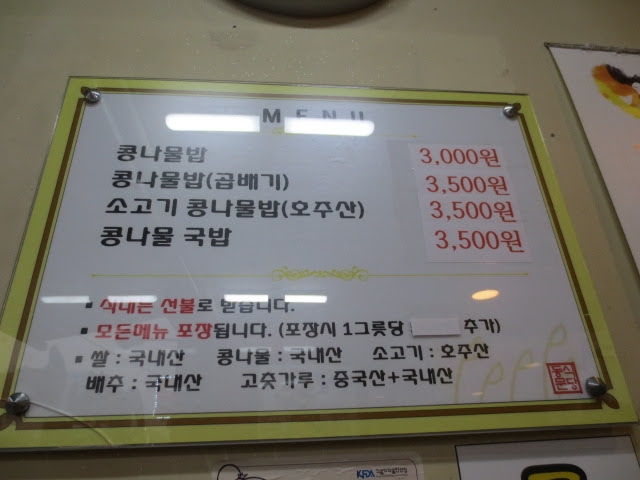 MENU
콩나물밥 3,000원
콩나물밥(곱배기) 3,500원
소고기 콩나물밥(호주산) 3,500원
콩나물 국밥 3,500원
▪ 식대는 선불로 받습니다.
▪ 모든메뉴 포장됩니다. (포장시 1그릇당 추가)
▪ 쌀 : 국내산 콩나물 : 국내산 소고기 : 호주산
배추 : 국내산 고춧가루 : 중국산+국내산